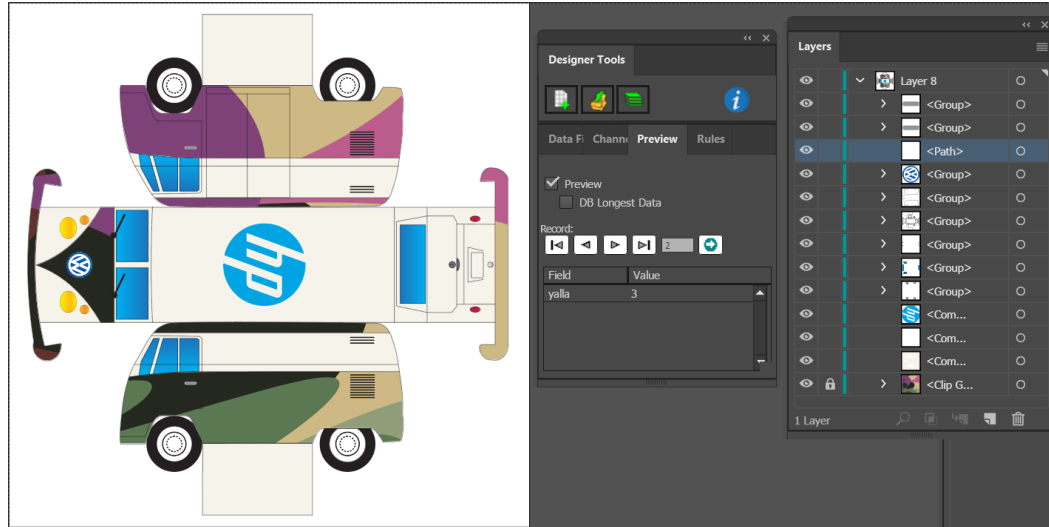 hp
Designer Tools
Data Fi Channe Preview Rules
Preview
DB Longest Data
Record:
2
Field Value
yalla 3
Layers
Layer 8
<Group>
<Group>
<Path>
<Group>
<Group>
<Group>
<Group>
<Group>
<Group>
<Com...
<Com...
<Com...
<Clip G...
1 Layer